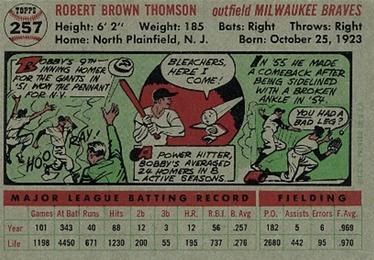 TOPPS
257
ROBERT BROWN THOMSON outfield MILWAUKEE BRAVES
Height: 6' 2" Weight: 185 Bats: Right Throws: Right
Home: North Plainfield, N. J. Born: October 25, 1923
BOBBY'S 9TH-
INNING HOMER
FOR THE GIANTS IN
'51 WON THE PENNANT
FOR N.Y.
HOO
RAY!
BLEACHERS,
HERE I
COME!
A POWER HITTER,
BOBBY'S AVERAGED
24 HOMERS IN 8
ACTIVE SEASONS.
IN '55 HE
MADE A
COMEBACK AFTER
BEING SIDELINED
WITH A BROKEN
ANKLE IN '54.
YOU HAD A
BAD LEG?
MAJOR LEAGUE BATTING RECORD FIELDING
Games At Bat Runs Hits 2b 3b H.R. R.B.I. B. Avg P.O. Assists Errors F. Avg.
Year 101 343 40 88 12 3 12 56 .257 182 5 6 .969
Life 1198 4450 671 1230 200 55 195 737 .276 2680 442 95 .970